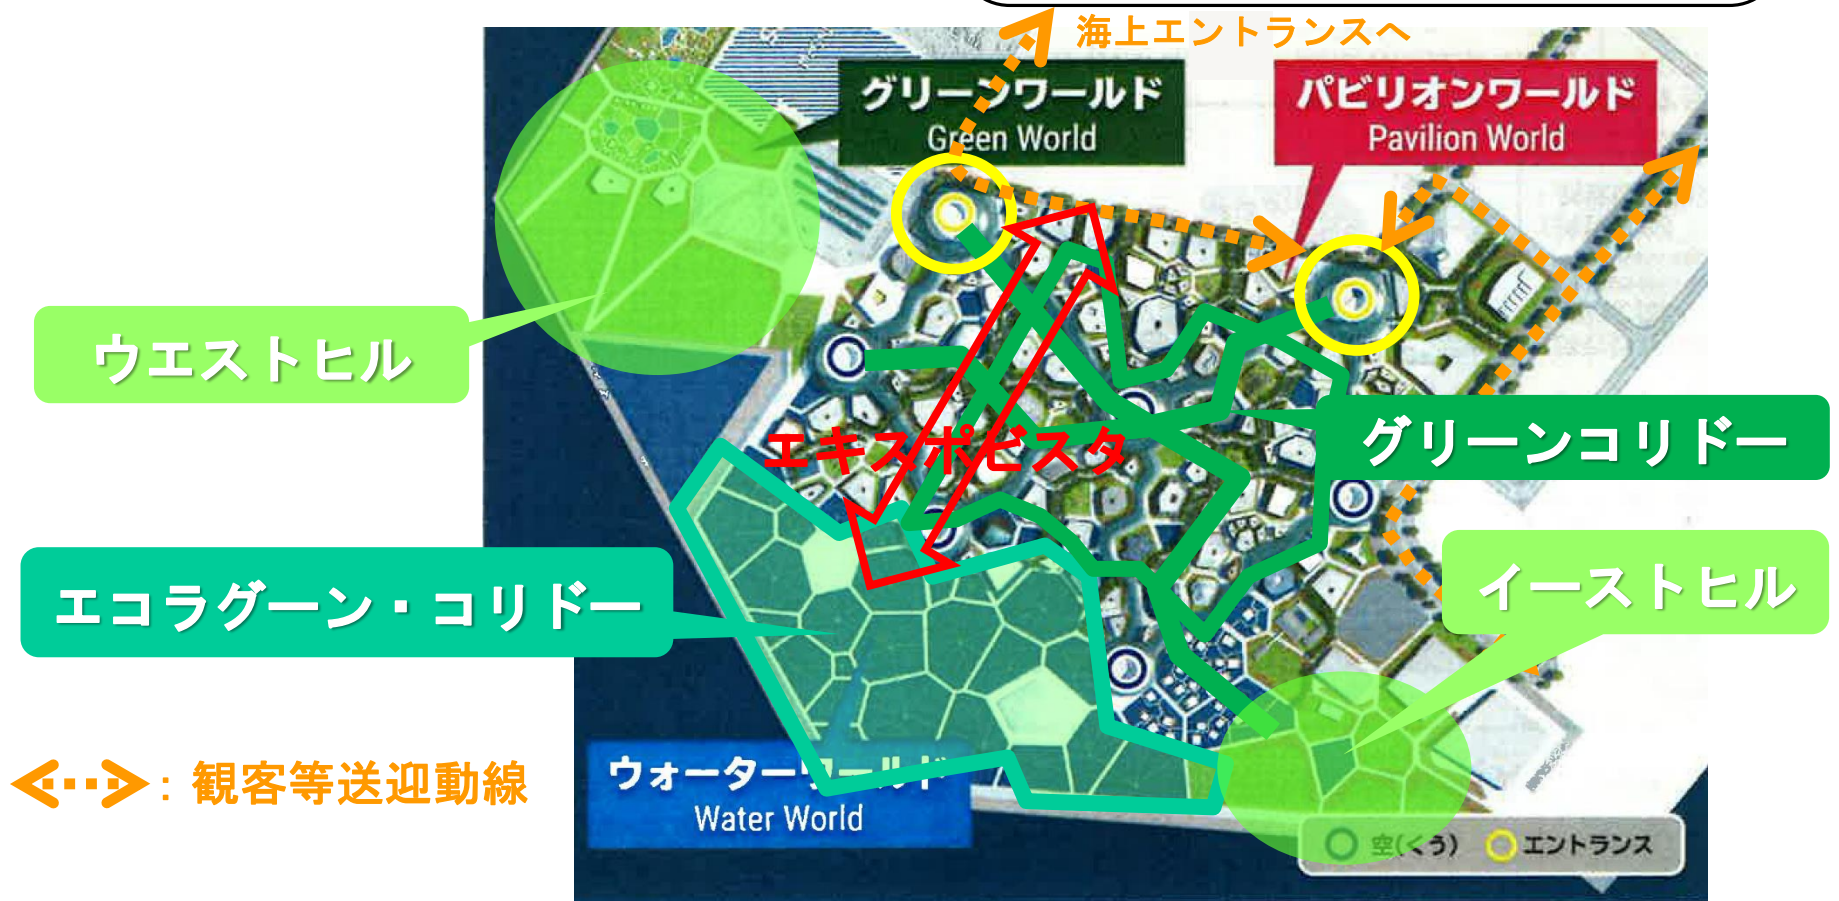 海上エントランスへ
グリーンワールド
Green World
パビリオンワールド
Pavilion World
ウエストヒル
エキスポビスタ
グリーンコリドー
イーストヒル
エコラグーン・コリドー
ウォーターワールド
Water World
：観客等送迎動線
空(くう) エントランス